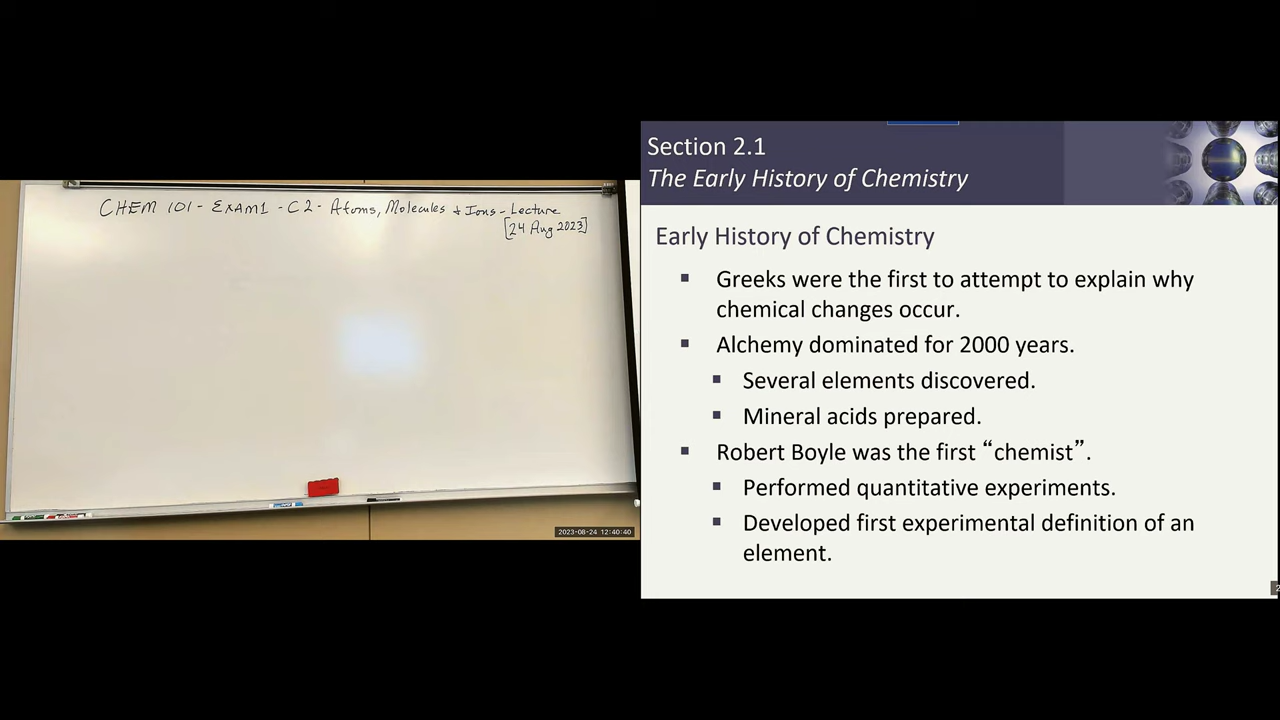 CHEM 101 - EXAM1 - C2 - Atoms, Molecules & Ions - Lecture
[24 Aug 2023]
2023-08-24 12:40:40
Section 2.1
The Early History of Chemistry
Early History of Chemistry
▪ Greeks were the first to attempt to explain why
chemical changes occur.
▪ Alchemy dominated for 2000 years.
▪ Several elements discovered.
▪ Mineral acids prepared.
▪ Robert Boyle was the first “chemist”.
▪ Performed quantitative experiments.
▪ Developed first experimental definition of an
element.
2